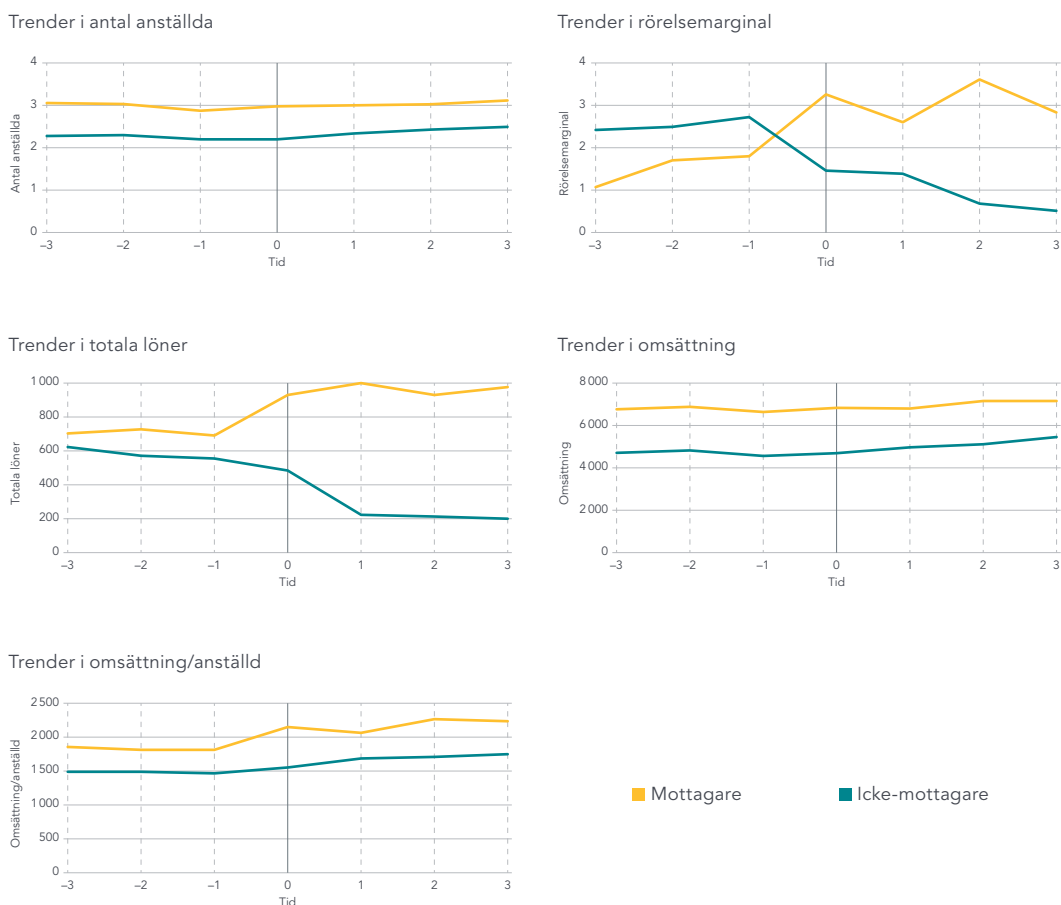 Trender i antal anställda
4
3
2
1
0
Antal anställda
–3 –2 –1 0 1 2 3
Tid
Trender i rörelsemarginal
4
3
2
1
0
Rörelsemarginal
–3 –2 –1 0 1 2 3
Tid
Trender i totala löner
1 000
800
600
400
200
0
Totala löner
–3 –2 –1 0 1 2 3
Tid
Trender i omsättning
8 000
6 000
4 000
2 000
0
Omsättning
–3 –2 –1 0 1 2 3
Tid
Trender i omsättning/anställd
2 500
2 000
1 500
1 000
500
0
Omsättning/anställd
–3 –2 –1 0 1 2 3
Tid
Mottagare Icke-mottagare